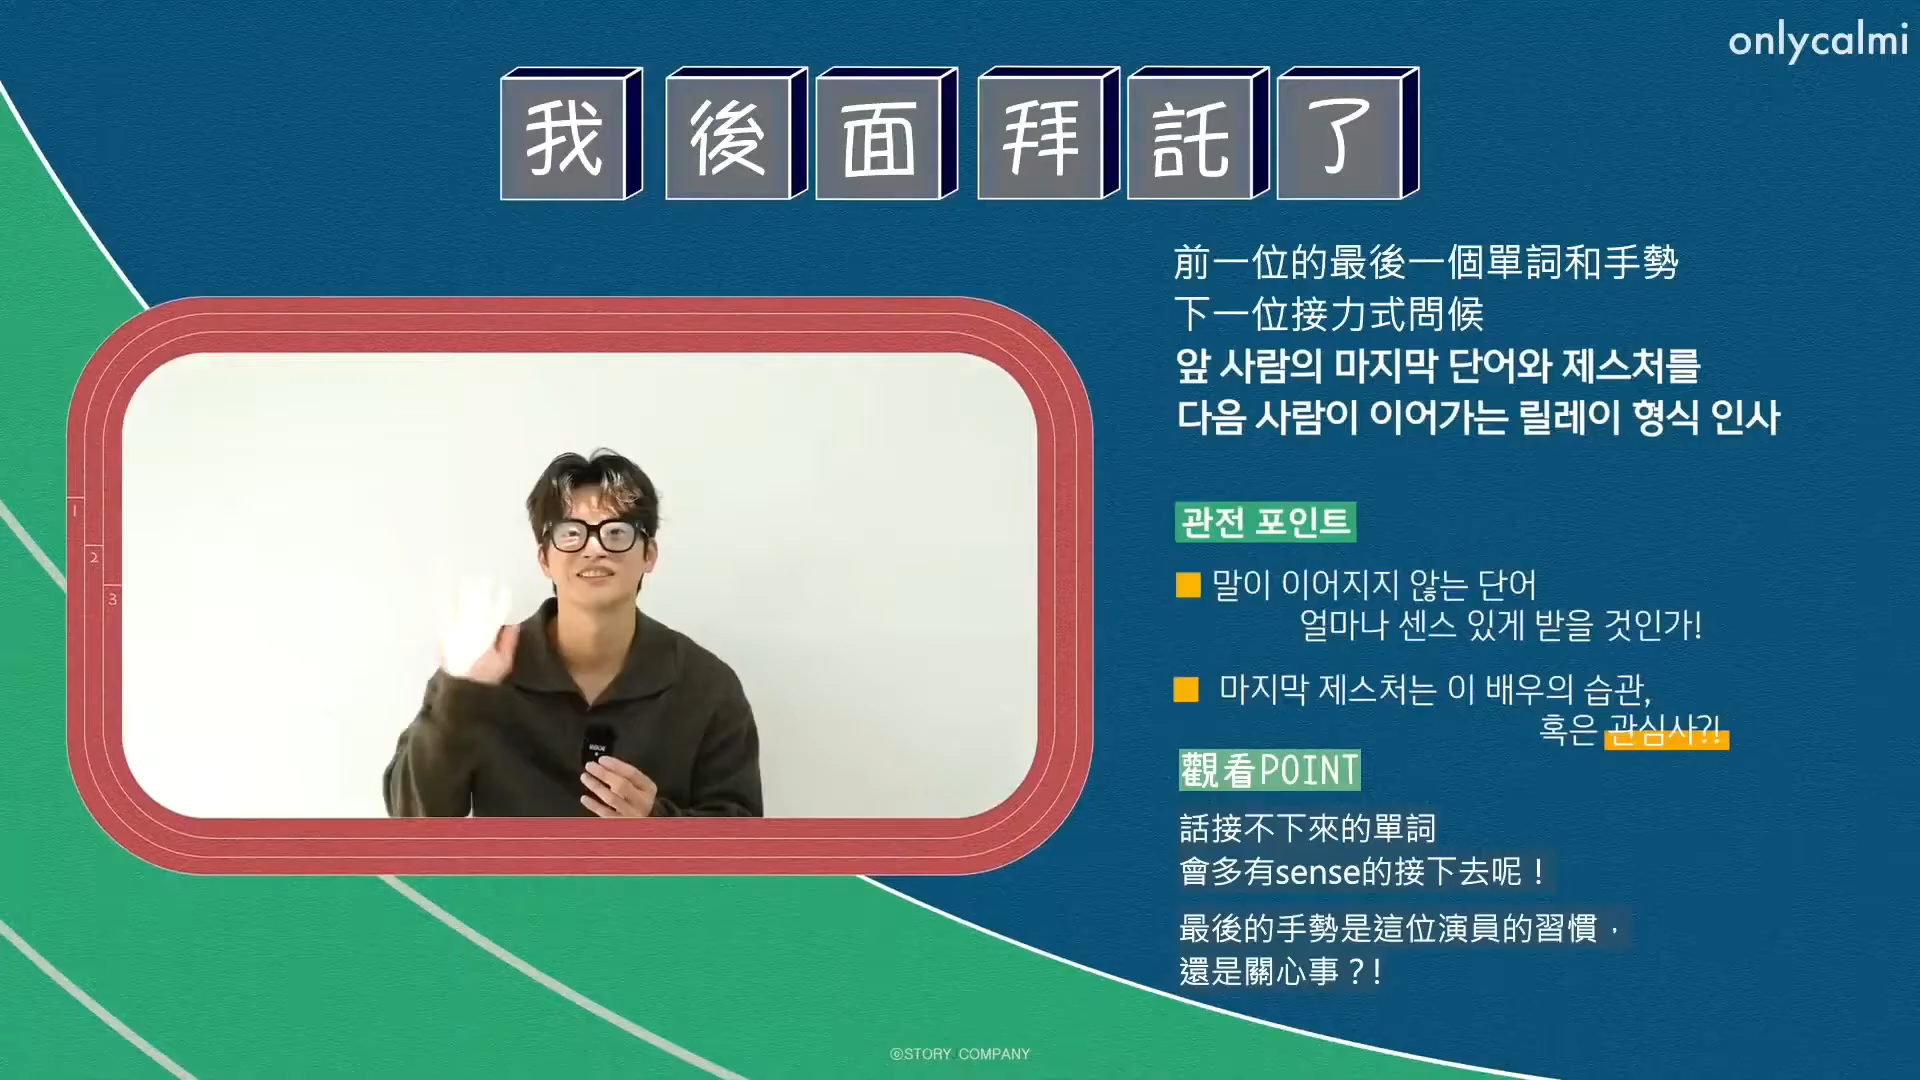 onlycalmi
我 後面 拜託了
前一位的最後一個單詞和手勢
下一位接力式問候
앞 사람의 마지막 단어와 제스처를
다음 사람이 이어가는 릴레이 형식 인사
관전 포인트
말이 이어지지 않는 단어
얼마나 센스 있게 받을 것인가!
마지막 제스처는 이 배우의 습관,
혹은 관심사?!
觀看POINT
話接不下來的單詞
會多有sense的接下去呢！
最後的手勢是這位演員的習慣，
還是關心事？!
1
2
3
ⓒSTORY COMPANY